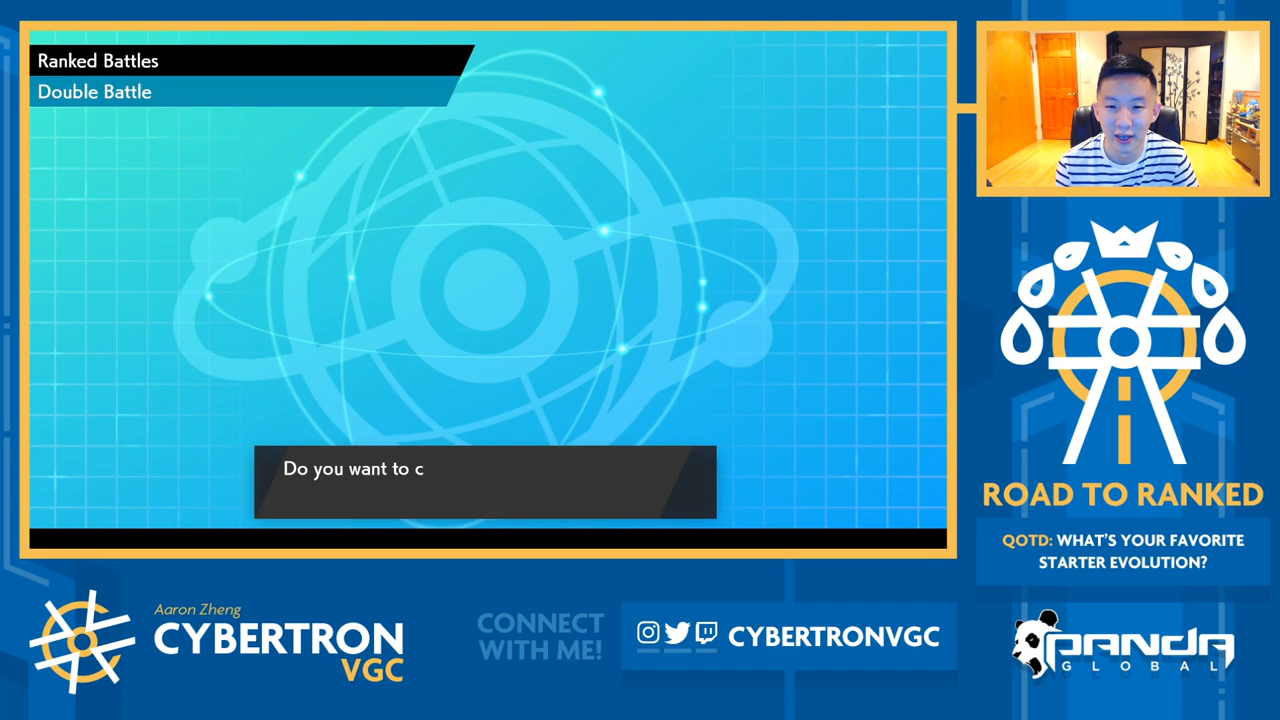 Ranked Battles
Double Battle
Do you want to c
ROAD TO RANKED
QOTD: WHAT'S YOUR FAVORITE
STARTER EVOLUTION?
Aaron Zheng
CYBERTRON
VGC
CONNECT
WITH ME!
CYBERTRONVGC
PANDA
GLOBAL